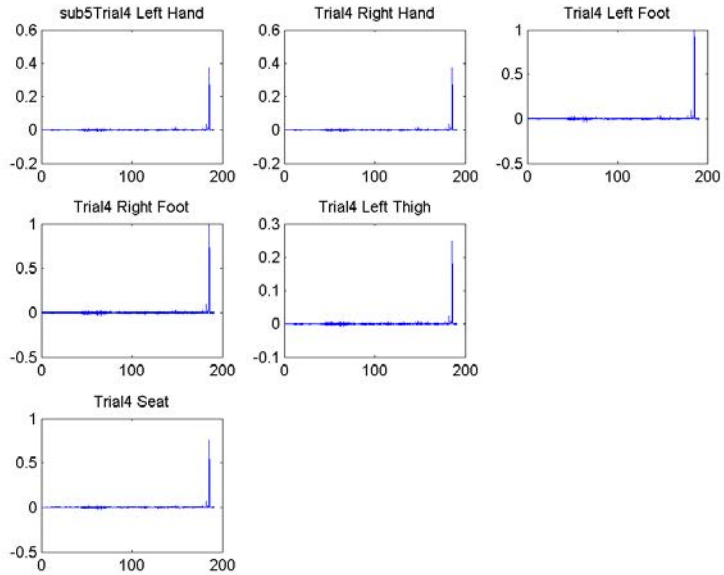 sub5Trial4 Left Hand
0.6
0.4
0.2
0
-0.2
0 100 200
Trial4 Right Hand
0.6
0.4
0.2
0
-0.2
0 100 200
Trial4 Left Foot
1
0.5
0
-0.5
0 100 200
Trial4 Right Foot
1
0.5
0
-0.5
0 100 200
Trial4 Left Thigh
0.3
0.2
0.1
0
-0.1
0 100 200
Trial4 Seat
1
0.5
0
-0.5
0 100 200